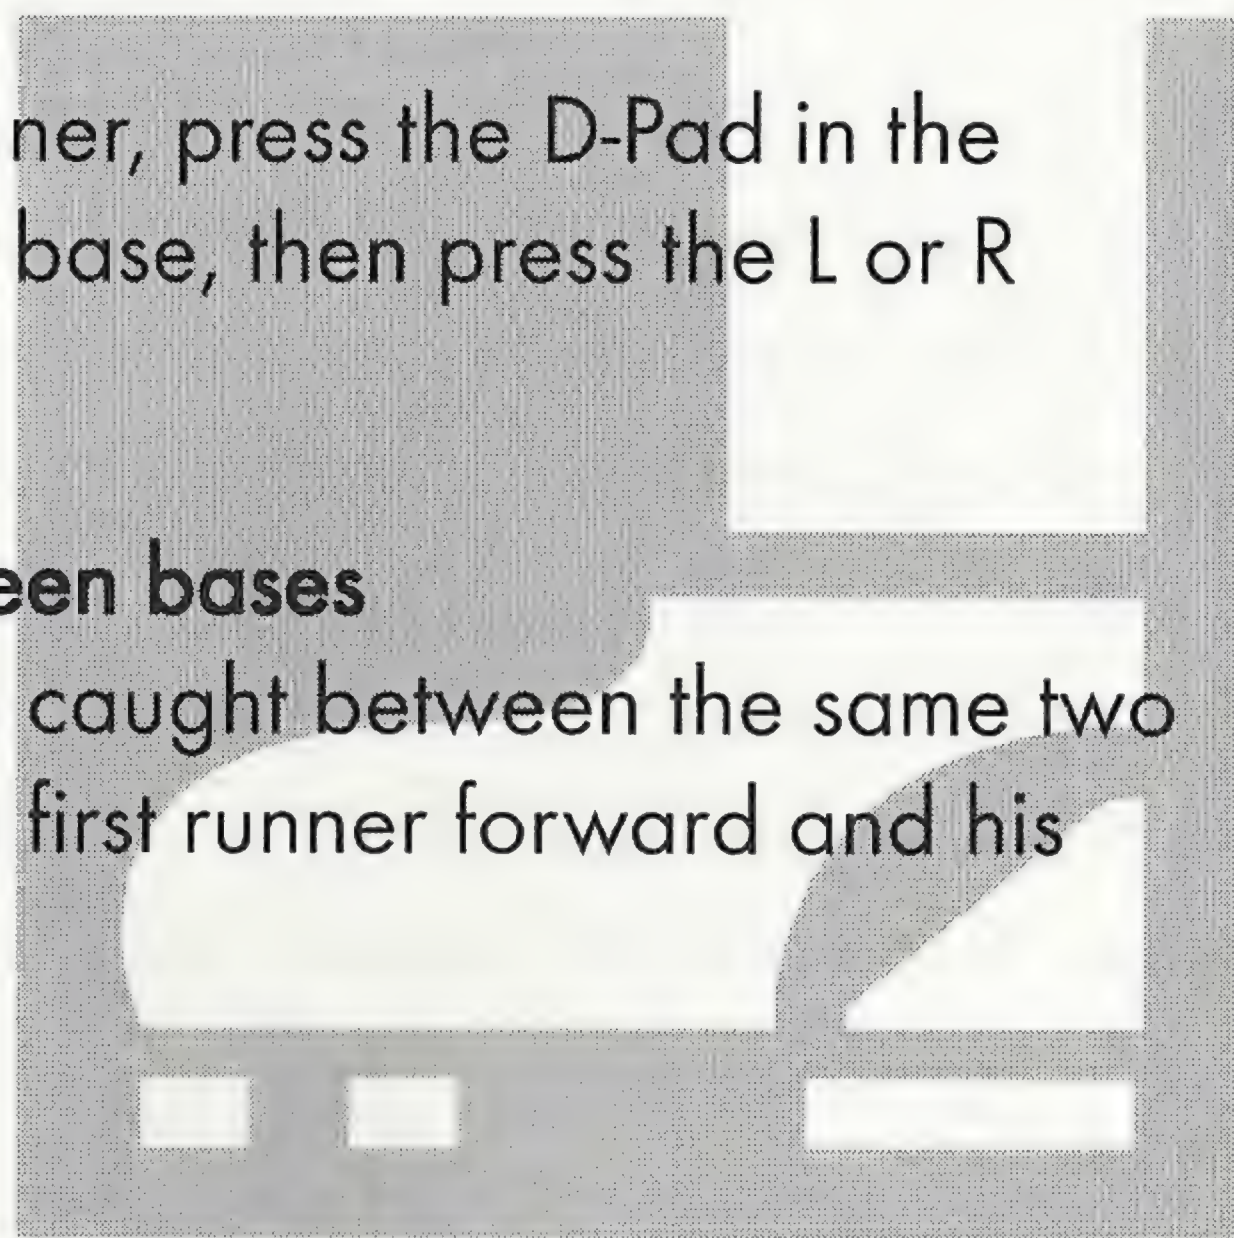 ner, press the D-Pad in the
base, then press the L or R
een bases
caught between the same two
first runner forward and his